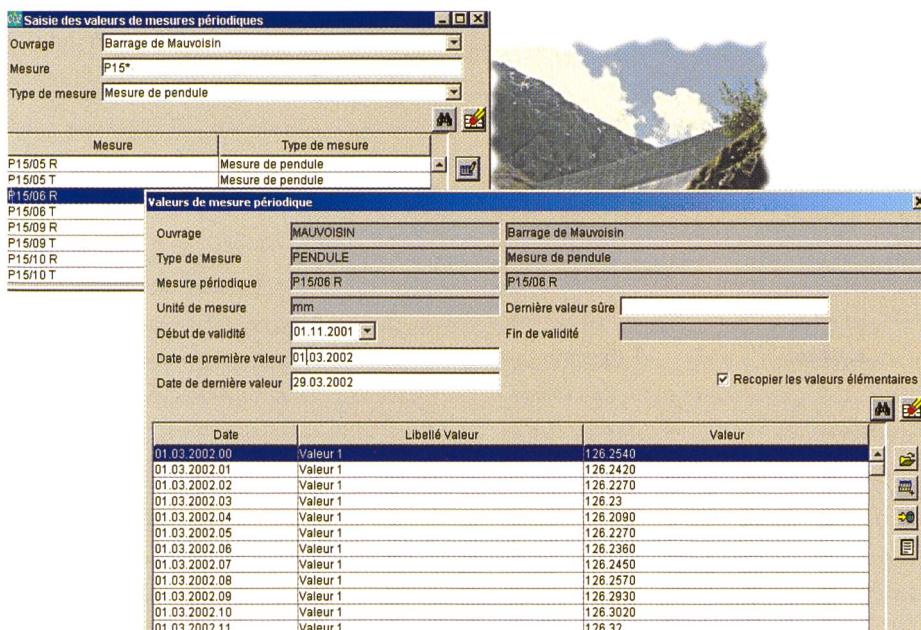 Saisie des valeurs de mesures périodiques
Ouvrage Barrage de Mauvoisin
Mesure P15*
Type de mesure Mesure de pendule
Mesure Type de mesure
P15/05 R Mesure de pendule
P15/05 T Mesure de pendule
P15/06 R
P15/06 T
P15/09 R
P15/09 T
P15/10 R
P15/10 T
Valeurs de mesure périodique
Ouvrage MAUVOISIN Barrage de Mauvoisin
Type de Mesure PENDULE Mesure de pendule
Mesure périodique P15/06 R P15/06 R
Unité de mesure mm Dernière valeur sûre
Début de validité 01.11.2001 Fin de validité
Date de première valeur 01.03.2002
Date de dernière valeur 29.03.2002
Recopier les valeurs élémentaires
Date Libellé Valeur Valeur
01.03.2002.00 Valeur 1 126.2540
01.03.2002.01 Valeur 1 126.2420
01.03.2002.02 Valeur 1 126.2270
01.03.2002.03 Valeur 1 126.23
01.03.2002.04 Valeur 1 126.2090
01.03.2002.05 Valeur 1 126.2270
01.03.2002.06 Valeur 1 126.2360
01.03.2002.07 Valeur 1 126.2450
01.03.2002.08 Valeur 1 126.2570
01.03.2002.09 Valeur 1 126.2930
01.03.2002.10 Valeur 1 126.3020
01.03.2002.11 Valeur 1 126.32